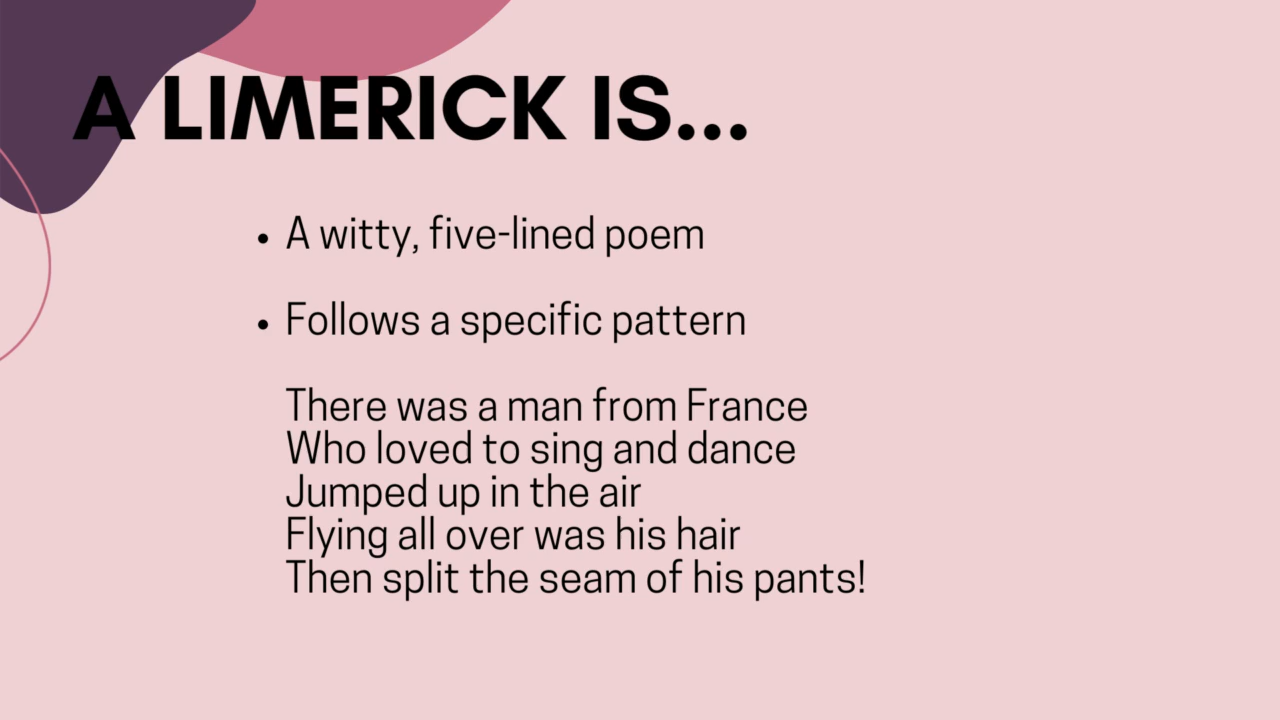 A LIMERICK IS...
• A witty, five-lined poem
• Follows a specific pattern
There was a man from France
Who loved to sing and dance
Jumped up in the air
Flying all over was his hair
Then split the seam of his pants!